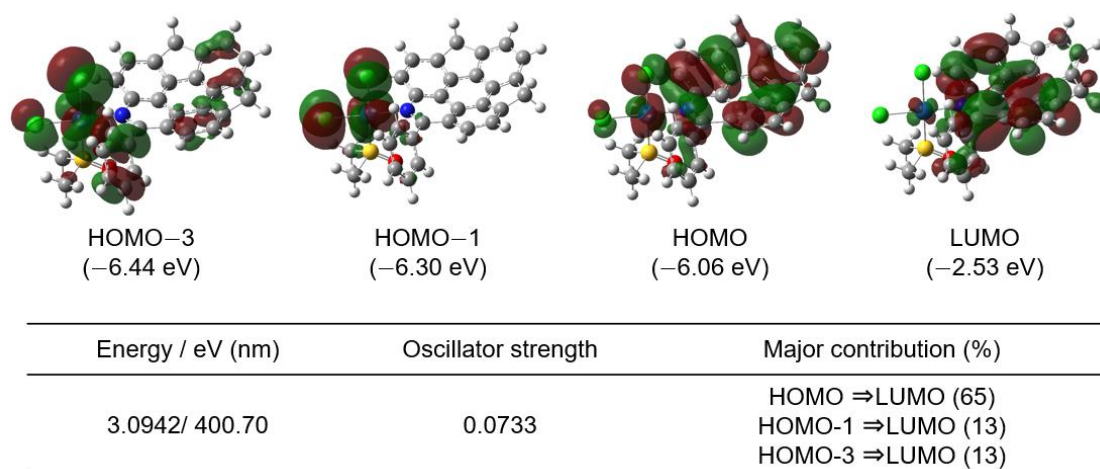 HOMO−3 HOMO−1 HOMO LUMO
(−6.44 eV) (−6.30 eV) (−6.06 eV) (−2.53 eV)
Energy / eV (nm) Oscillator strength Major contribution (%)
HOMO ⇒LUMO (65)
3.0942/ 400.70 0.0733 HOMO-1 ⇒LUMO (13)
HOMO-3 ⇒LUMO (13)